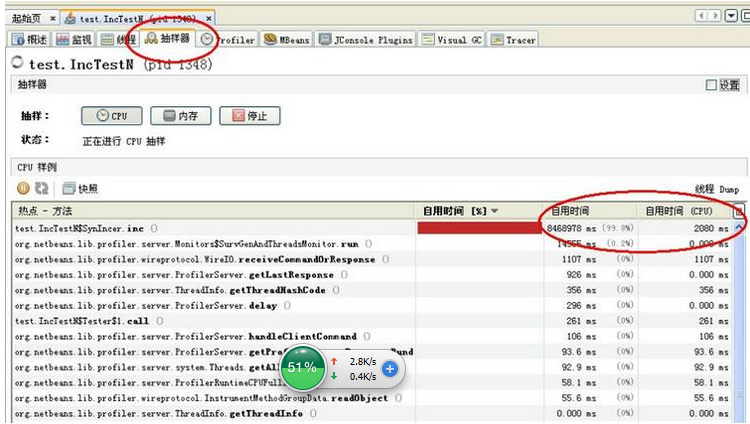 起始页 test.IncTestN (pid 1348)
概述 监视 线程 抽样器 Profiler MBeans JConsole Plugins Visual GC Tracer
test.IncTestN (pid 1348)
抽样器 设置
抽样： CPU 内存 停止
状态： 正在进行 CPU 抽样
CPU 样例
快照 线程 Dump
热点 - 方法 自用时间 [%] 自用时间 自用时间 (CPU)
test.IncTestN$SynIncer.inc () 8468978 ms (99.8%) 2080 ms
org.netbeans.lib.profiler.server.Monitors$SurvGenAndThreadsMonitor.run () ms (0.2%) 0.000 ms
org.netbeans.lib.profiler.wireprotocol.WireIO.receiveCommandOrResponse () 1107 ms (0%) 1107 ms
org.netbeans.lib.profiler.server.ProfilerServer.getLastResponse () 926 ms (0%) 0.000 ms
org.netbeans.lib.profiler.server.ThreadInfo.getThreadHashCode () 356 ms (0%) 356 ms
org.netbeans.lib.profiler.server.ProfilerServer.delay () 296 ms (0%) 0.000 ms
test.IncTestN$Tester$1.call () 261 ms (0%) 261 ms
org.netbeans.lib.profiler.server.ProfilerServer.handleClientCommand () 106 ms (0%) 106 ms
org.netbeans.lib.profiler.server.ProfilerServer.getPro 93.6 ms (0%) 93.6 ms
org.netbeans.lib.profiler.server.system.Threads.getAll 92.9 ms (0%) 92.9 ms
org.netbeans.lib.profiler.server.ProfilerRuntimeCPUFull 58.1 ms (0%) 58.1 ms
org.netbeans.lib.profiler.wireprotocol.InstrumentMethodGroupData.readObject () 55.6 ms (0%) 55.6 ms
org.netbeans.lib.profiler.server.ThreadInfo.getThreadInfo () 0.000 ms (0%) 0.000 ms
51% 2.8K/s
0.4K/s